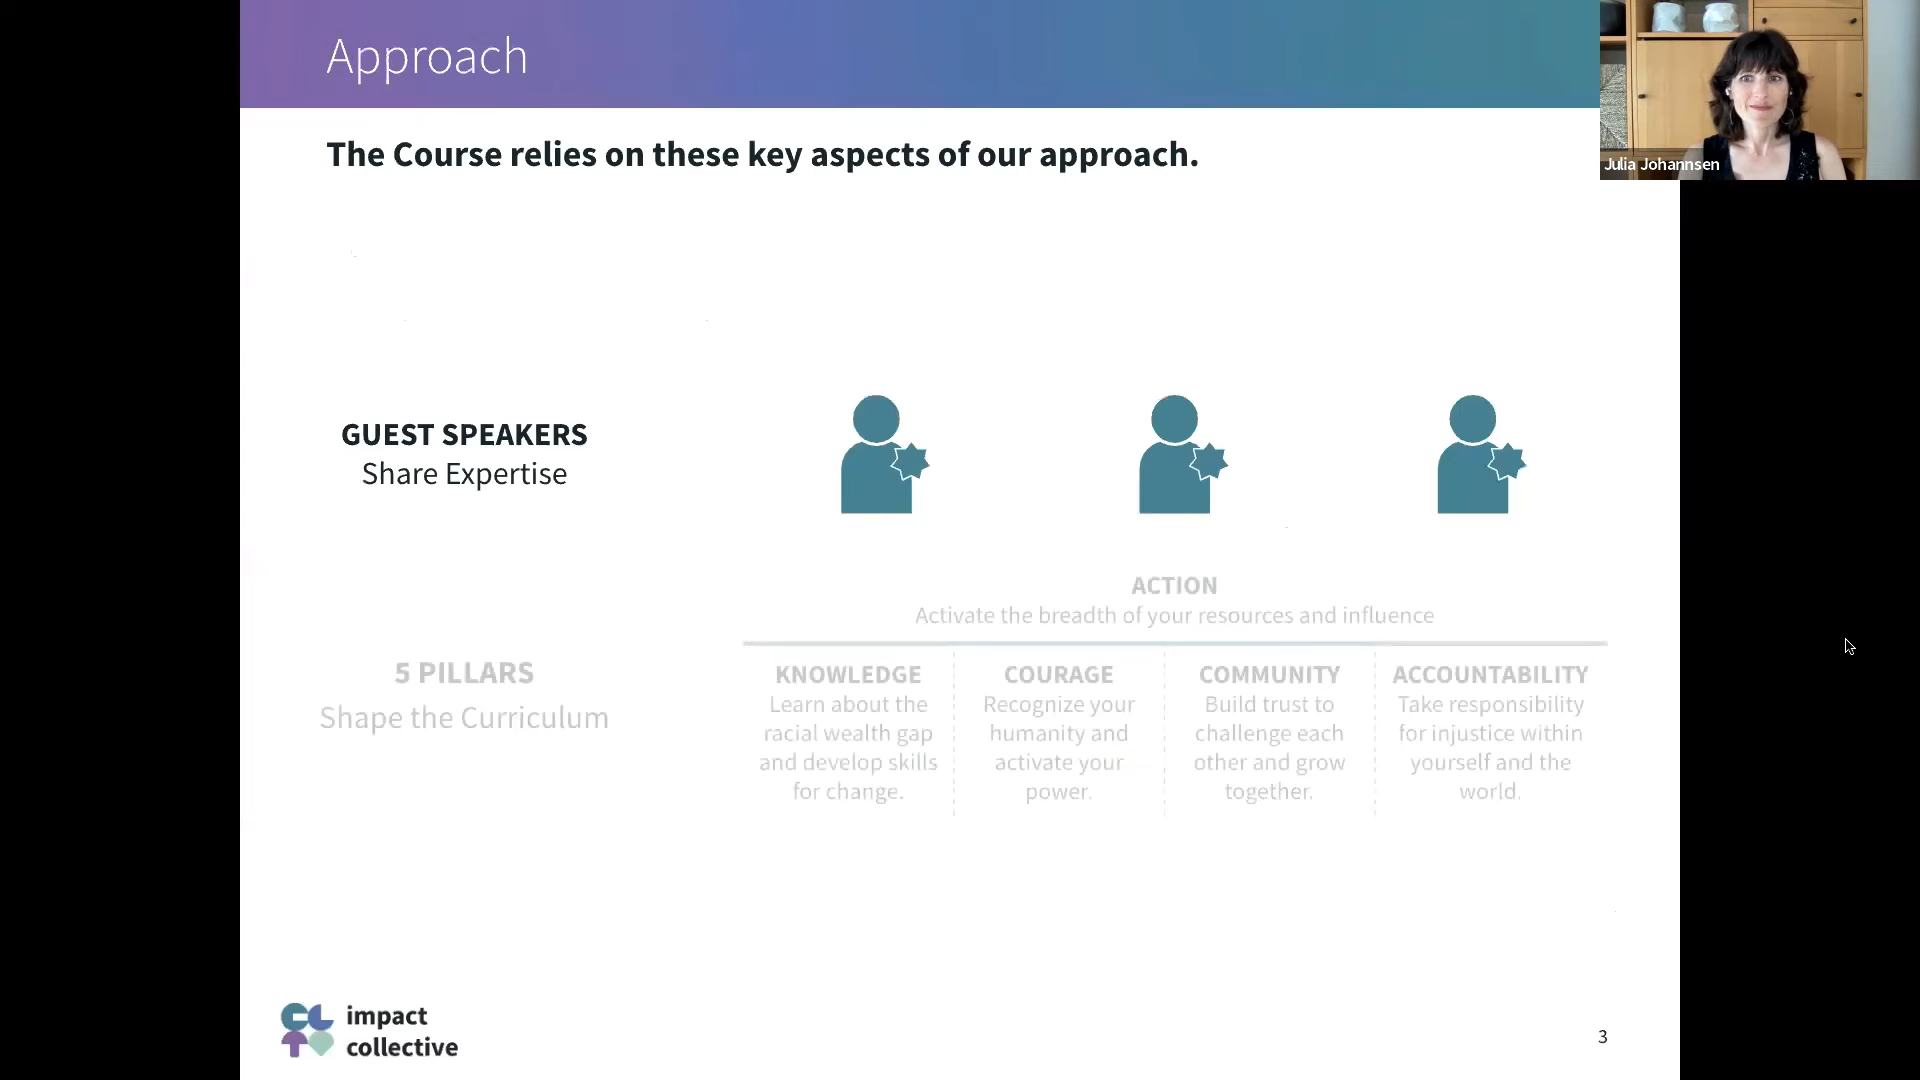 Approach
Julia Johannsen
The Course relies on these key aspects of our approach.
GUEST SPEAKERS
Share Expertise
ACTION
Activate the breadth of your resources and influence
5 PILLARS
Shape the Curriculum
KNOWLEDGE
Learn about the
racial wealth gap
and develop skills
for change.
COURAGE
Recognize your
humanity and
activate your
power.
COMMUNITY
Build trust to
challenge each
other and grow
together.
ACCOUNTABILITY
Take responsibility
for injustice within
yourself and the
world.
impact
collective
3